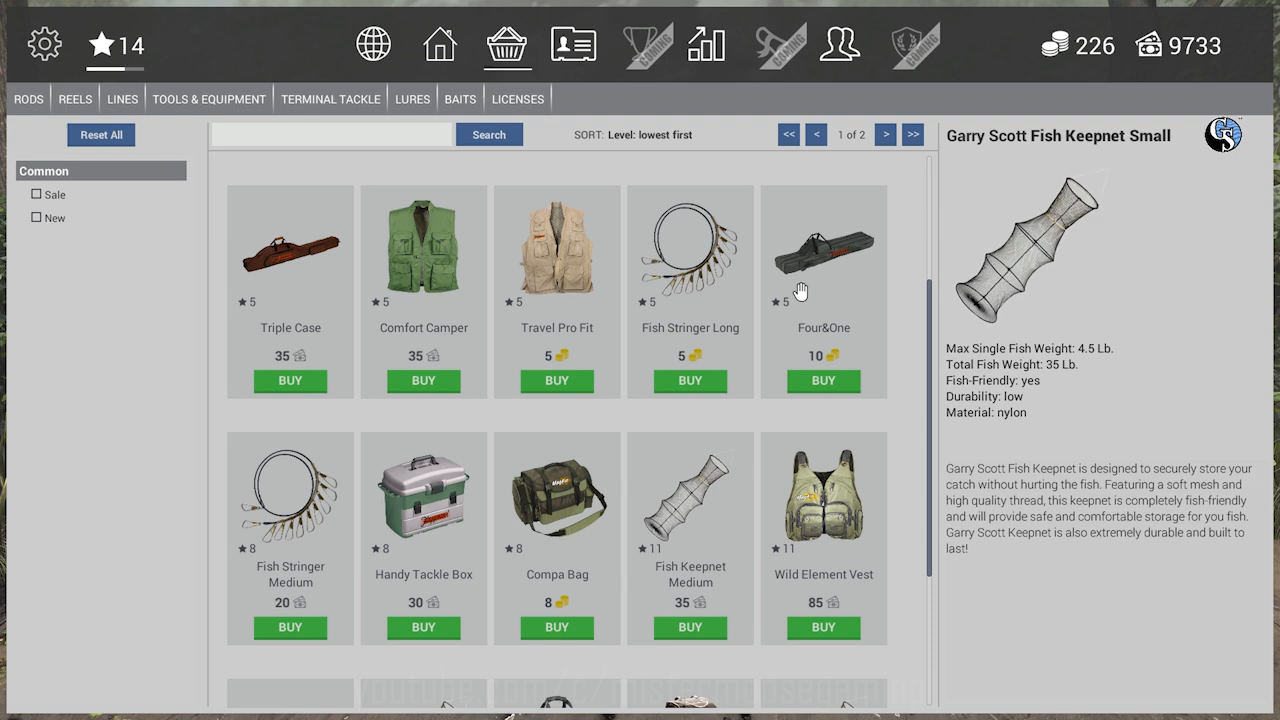 14
COMING
COMING
COMING
226
9733
RODS
REELS
LINES
TOOLS & EQUIPMENT
TERMINAL TACKLE
LURES
BAITS
LICENSES
Reset All
Search
SORT: Level: lowest first
<<
<
1 of 2
>
>>
Common
Sale
New
5
Triple Case
35
BUY
5
Comfort Camper
35
BUY
5
Travel Pro Fit
5
BUY
5
Fish Stringer Long
5
BUY
5
Four&One
10
BUY
8
Fish Stringer
Medium
20
BUY
8
Handy Tackle Box
30
BUY
8
Compa Bag
8
BUY
11
Fish Keepnet
Medium
35
BUY
11
Wild Element Vest
85
BUY
Garry Scott Fish Keepnet Small
GS
Max Single Fish Weight: 4.5 Lb.
Total Fish Weight: 35 Lb.
Fish-Friendly: yes
Durability: low
Material: nylon
Garry Scott Fish Keepnet is designed to securely store your
catch without hurting the fish. Featuring a soft mesh and
high quality thread, this keepnet is completely fish-friendly
and will provide safe and comfortable storage for you fish.
Garry Scott Keepnet is also extremely durable and built to
last!